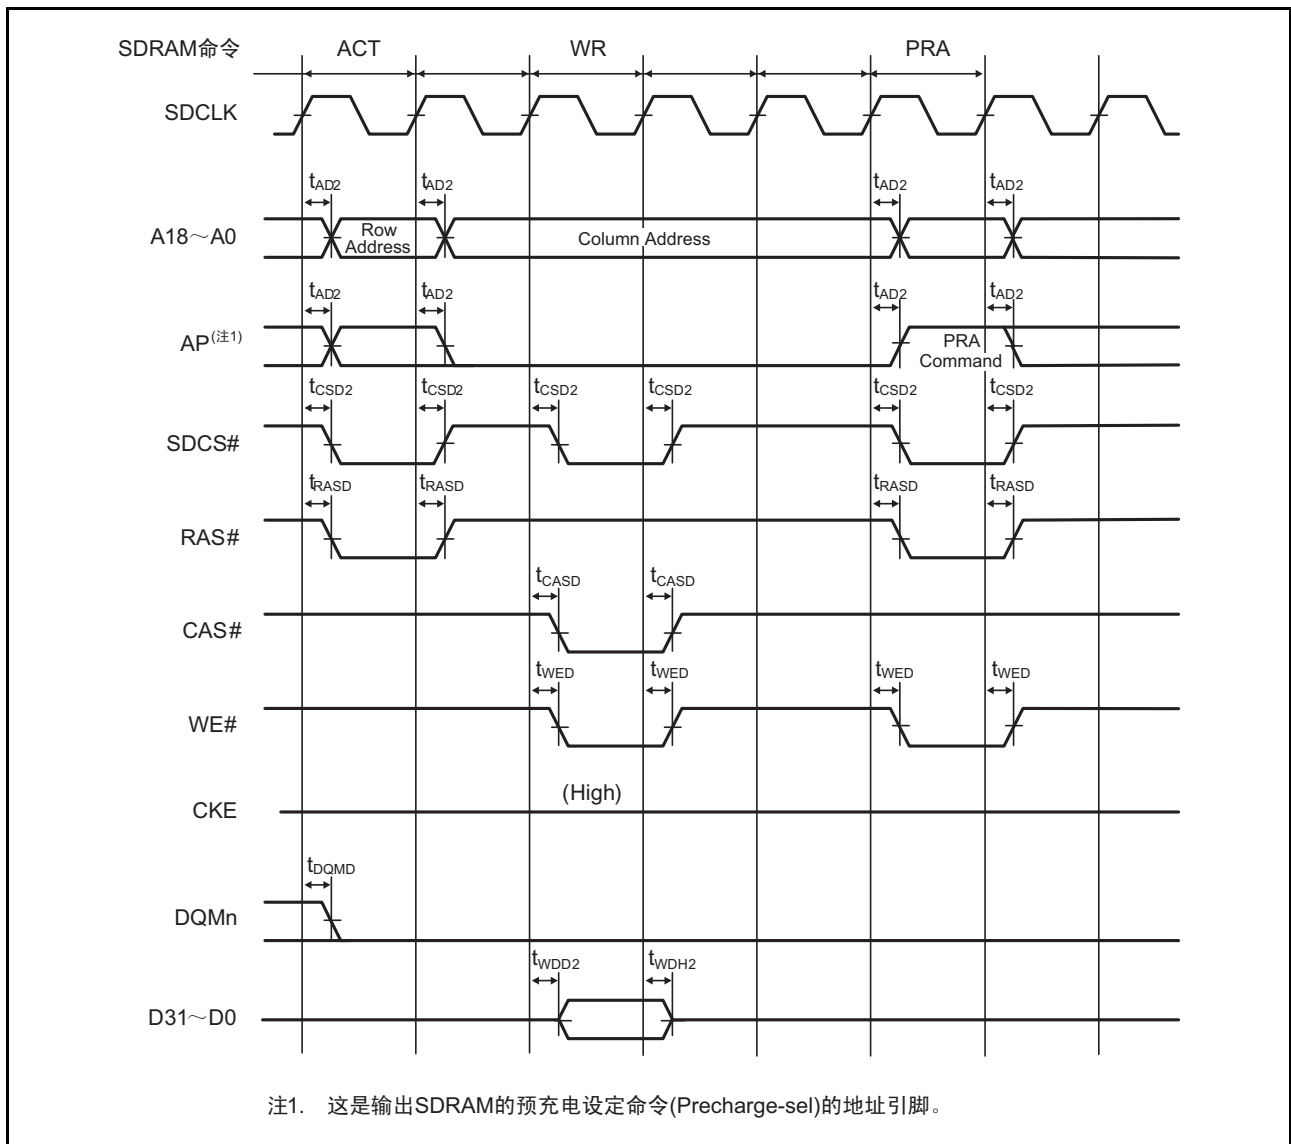 SDRAM命令 ACT WR PRA
SDCLK
tAD2 tAD2 tAD2 tAD2
A18～A0 Row Address Column Address
tAD2 tAD2 tAD2 tAD2
AP(注1) PRA Command
tCSD2 tCSD2 tCSD2 tCSD2 tCSD2 tCSD2
SDCS#
tRASD tRASD tRASD tRASD
RAS#
tCASD tCASD
CAS#
tWED tWED tWED tWED
WE#
(High)
CKE
tDQMD
DQMn
tWDD2 tWDH2
D31～D0
注1. 这是输出SDRAM的预充电设定命令(Precharge-sel)的地址引脚。